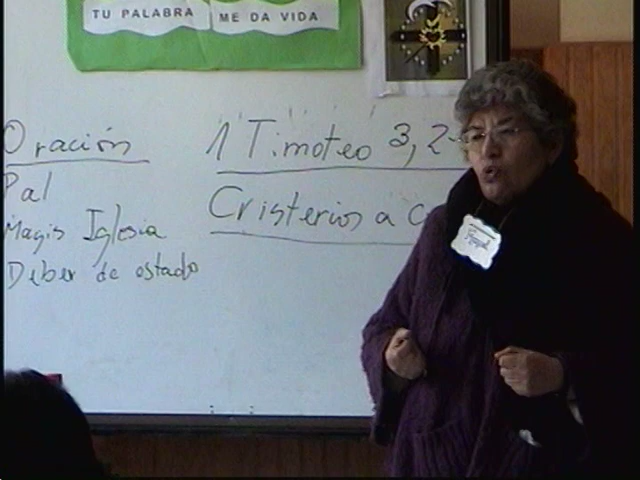 TU PALABRA
ME DA VIDA
Oración
Pal
Magis Iglesia
Deber de estado
1 Timoteo 3,2-
Cristerios a c